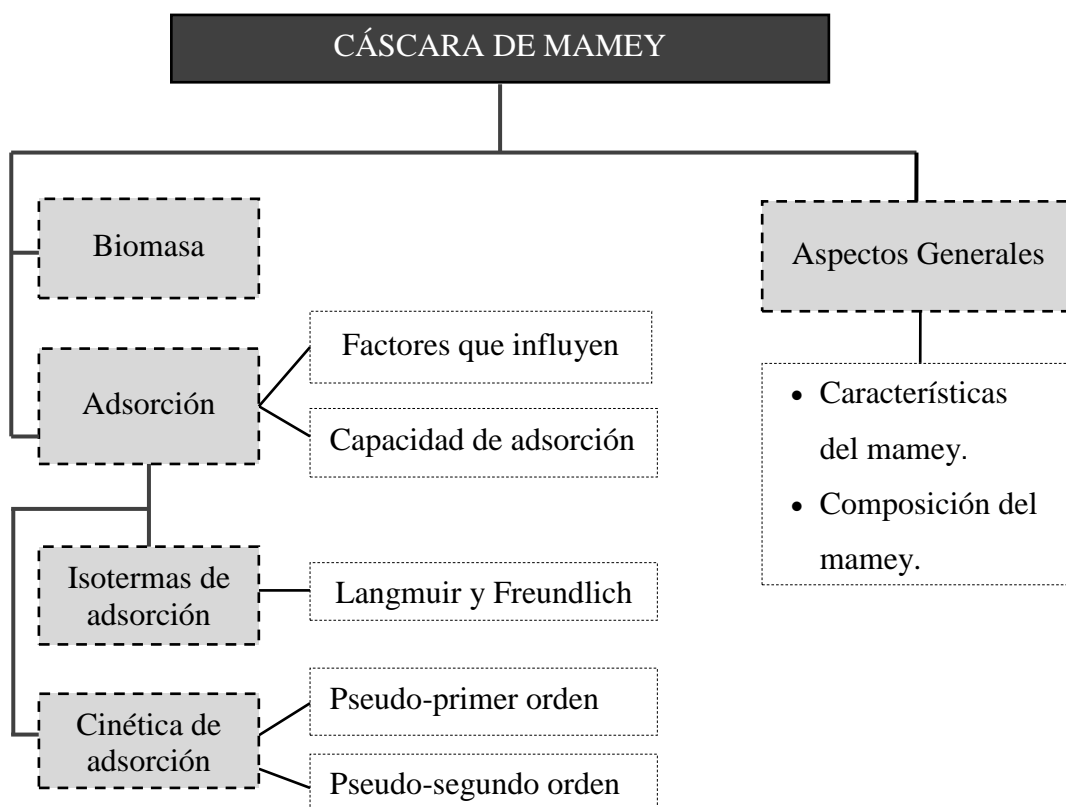 CÁSCARA DE MAMEY
Biomasa
Adsorción
Factores que influyen
Capacidad de adsorción
Isotermas de
adsorción
Langmuir y Freundlich
Cinética de
adsorción
Pseudo-primer orden
Pseudo-segundo orden
Aspectos Generales
• Características
del mamey.
• Composición del
mamey.